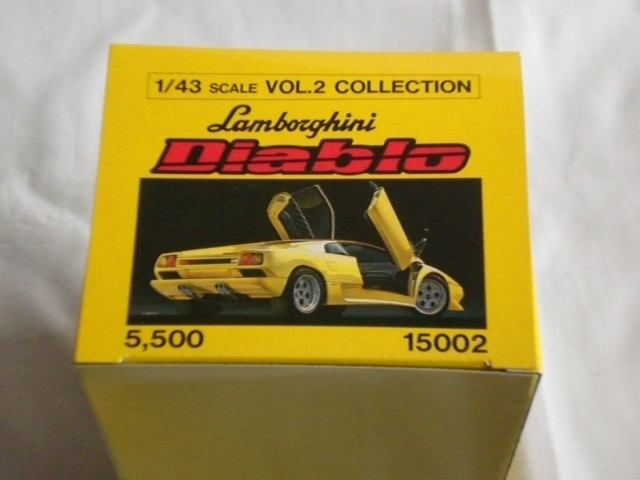 1/43 SCALE VOL.2 COLLECTION
Lamborghini
Diablo
5,500 15002